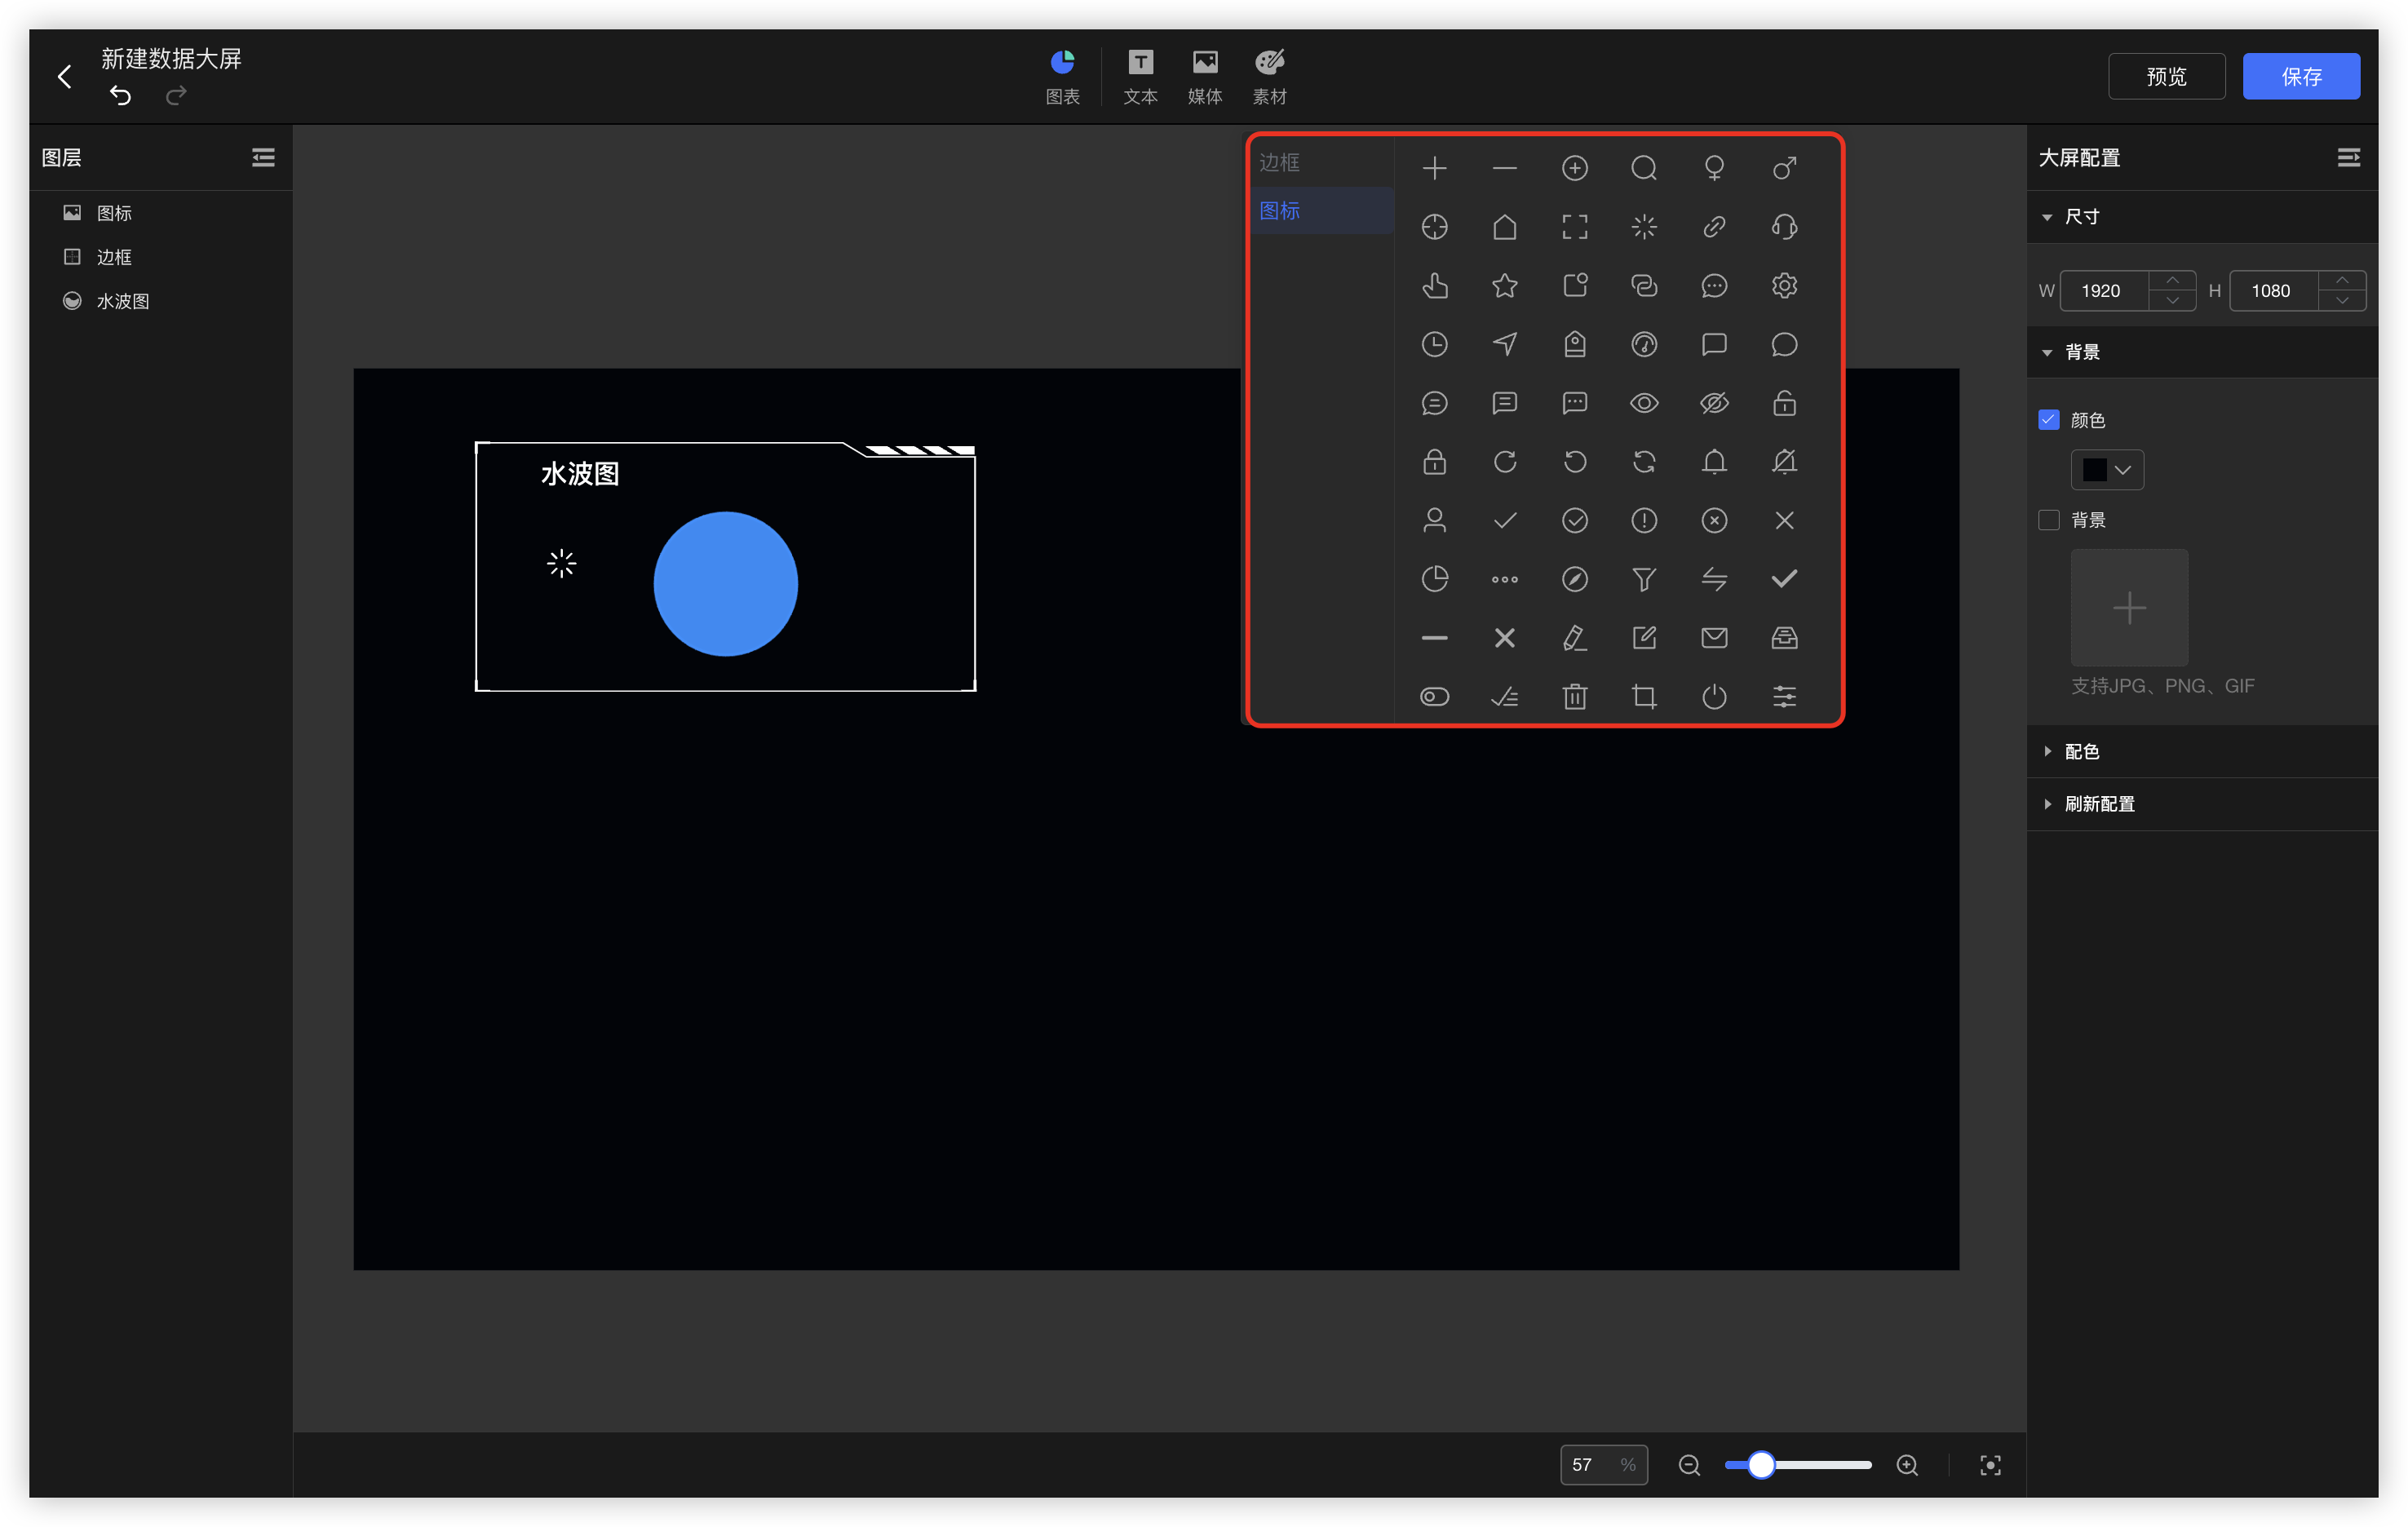 新建数据大屏
图表
文本
媒体
素材
预览
保存
图层
图标
边框
水波图
边框
图标
水波图
大屏配置
尺寸
W 1920 H 1080
背景
颜色
背景
支持JPG、PNG、GIF
配色
刷新配置
57 %